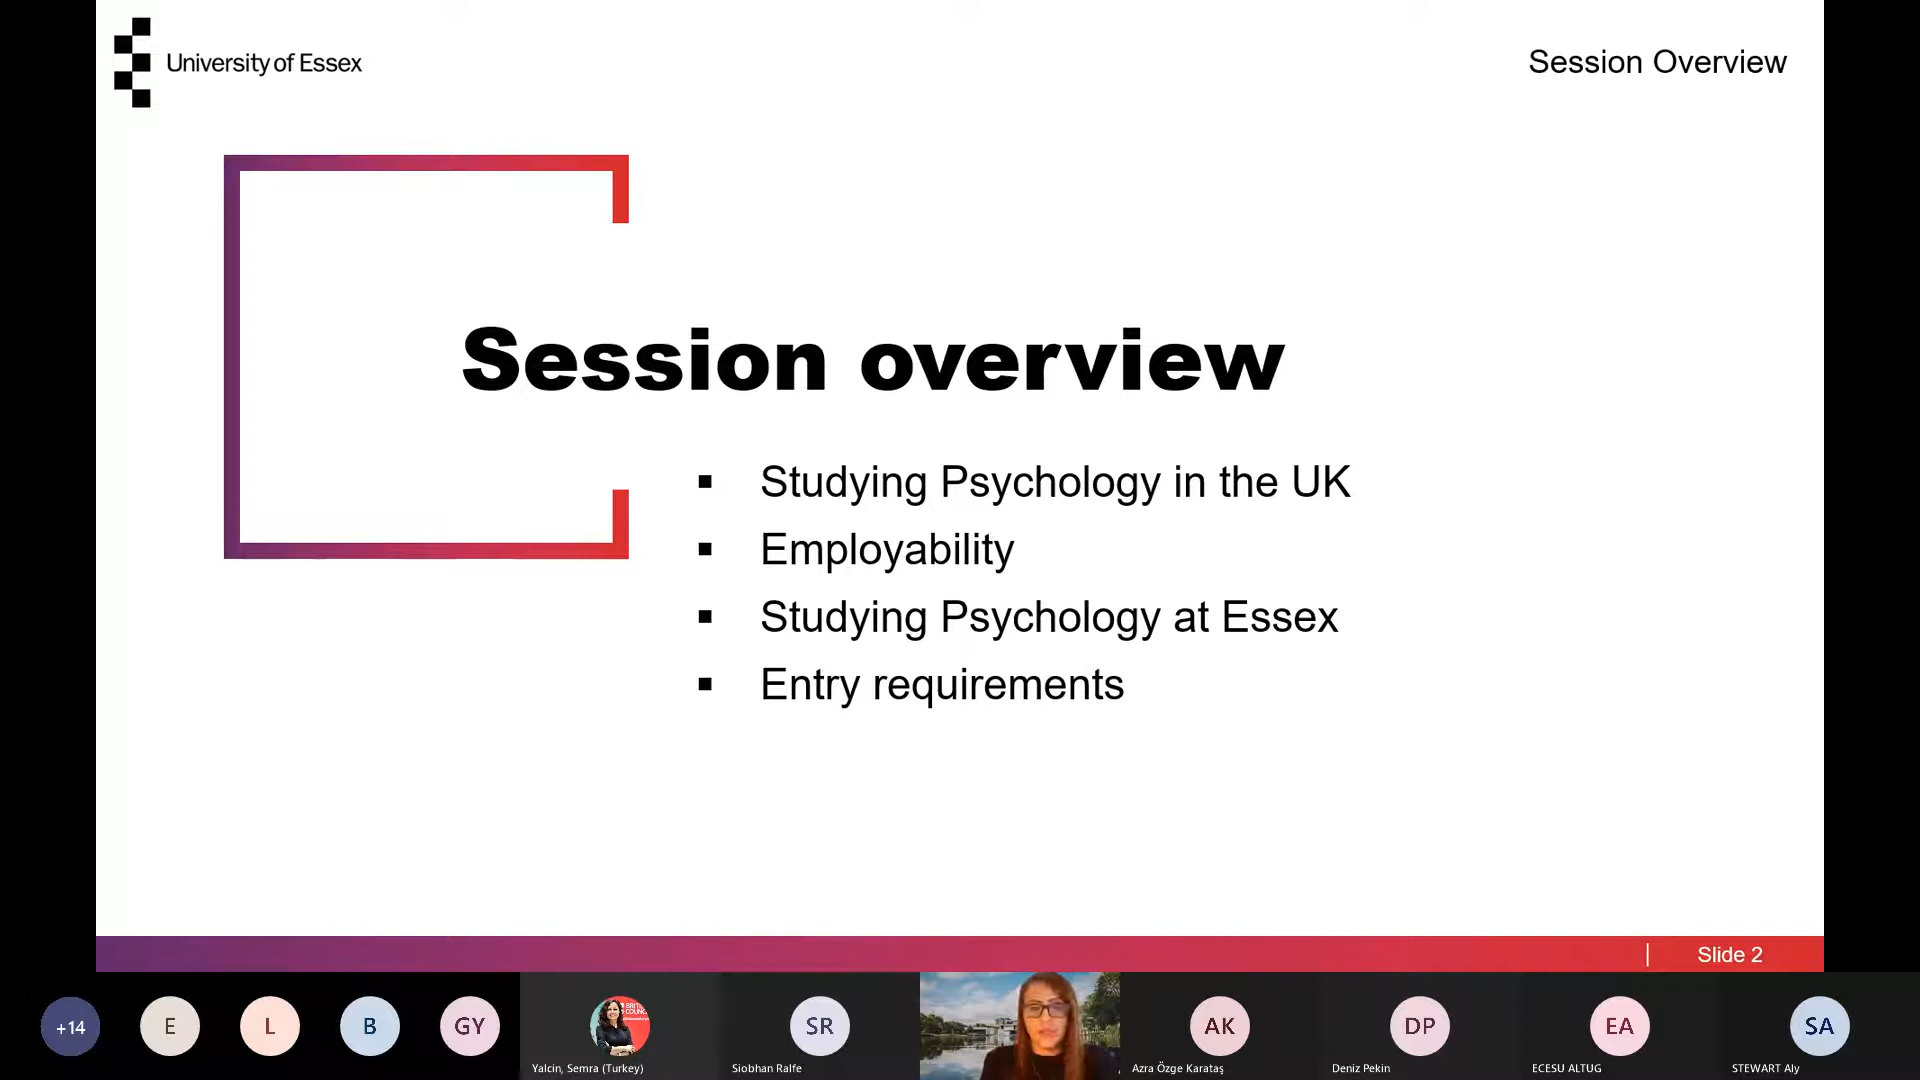 University of Essex
Session Overview
Session overview
▪ Studying Psychology in the UK
▪ Employability
▪ Studying Psychology at Essex
▪ Entry requirements
Slide 2
+14
E
L
B
GY
SR
AK
DP
EA
SA
Yalcin, Semra (Turkey)
Siobhan Ralfe
Azra Özge Karataş
Deniz Pekin
ECESU ALTUG
STEWART Aly